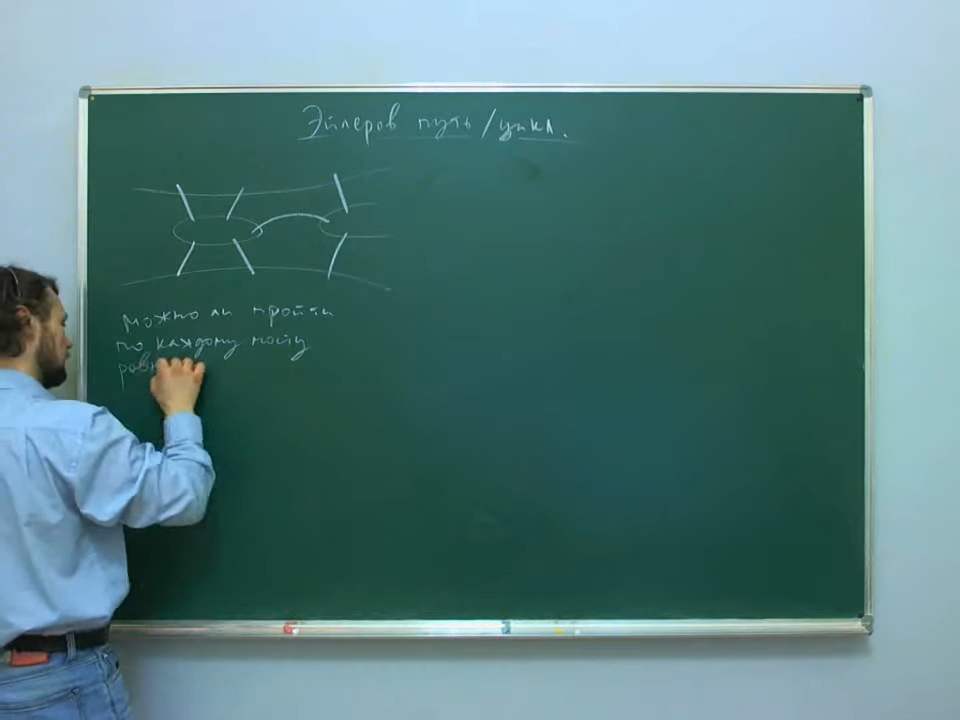 Эйлеров путь / цикл.
Можно ли пройти
по каждому мосту